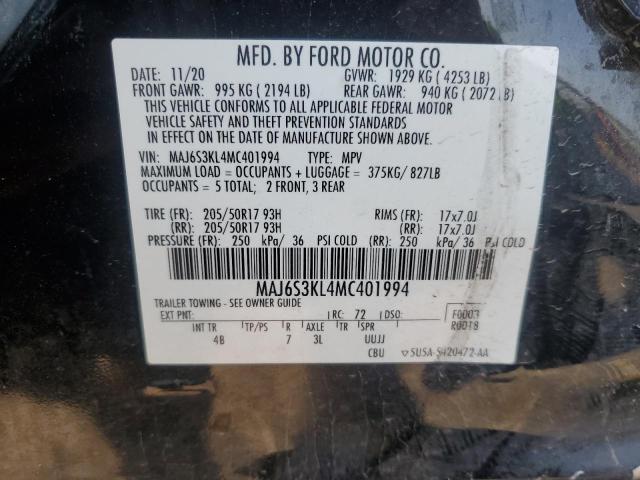 MFD. BY FORD MOTOR CO.
DATE: 11/20 GVWR: 1929 KG ( 4253 LB)
FRONT GAWR: 995 KG ( 2194 LB) REAR GAWR: 940 KG ( 2072 LB)
THIS VEHICLE CONFORMS TO ALL APPLICABLE FEDERAL MOTOR
VEHICLE SAFETY AND THEFT PREVENTION STANDARDS
IN EFFECT ON THE DATE OF MANUFACTURE SHOWN ABOVE.
VIN: MAJ6S3KL4MC401994 TYPE: MPV
MAXIMUM LOAD = OCCUPANTS + LUGGAGE = 375KG/ 827LB
OCCUPANTS = 5 TOTAL; 2 FRONT, 3 REAR
TIRE (FR): 205/50R17 93H RIMS (FR): 17x7.0J
(RR): 205/50R17 93H (RR): 17x7.0J
PRESSURE (FR): 250 kPa/ 36 PSI COLD (RR): 250 kPa/ 36 PSI COLD
MAJ6S3KL4MC401994
TRAILER TOWING - SEE OWNER GUIDE
EXT PNT: RC: 72 DSO: F0003
R0018
INT TR TP/PS R AXLE TR SPR
4B 7 3L UUJJ
CBU 5U5A-5420472-AA